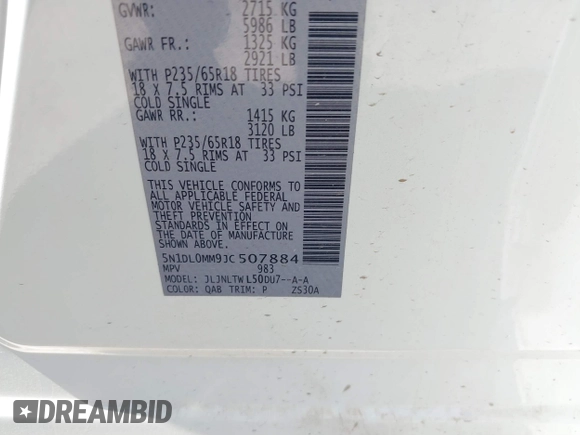 GVWR: 2715 KG
5986 LB
GAWR FR.: 1325 KG
2921 LB
WITH P235/65R18 TIRES
18 X 7.5 RIMS AT 33 PSI
COLD SINGLE
GAWR RR.: 1415 KG
3120 LB
WITH P235/65R18 TIRES
18 X 7.5 RIMS AT 33 PSI
COLD SINGLE
THIS VEHICLE CONFORMS TO
ALL APPLICABLE FEDERAL
MOTOR VEHICLE SAFETY AND
THEFT PREVENTION
STANDARDS IN EFFECT ON
THE DATE OF MANUFACTURE
SHOWN ABOVE.
5N1DL0MM9JC507884
MPV 983
MODEL: JLJNLTWL50DU7--A-A
COLOR: QAB TRIM: P ZS30A
DREAMBID